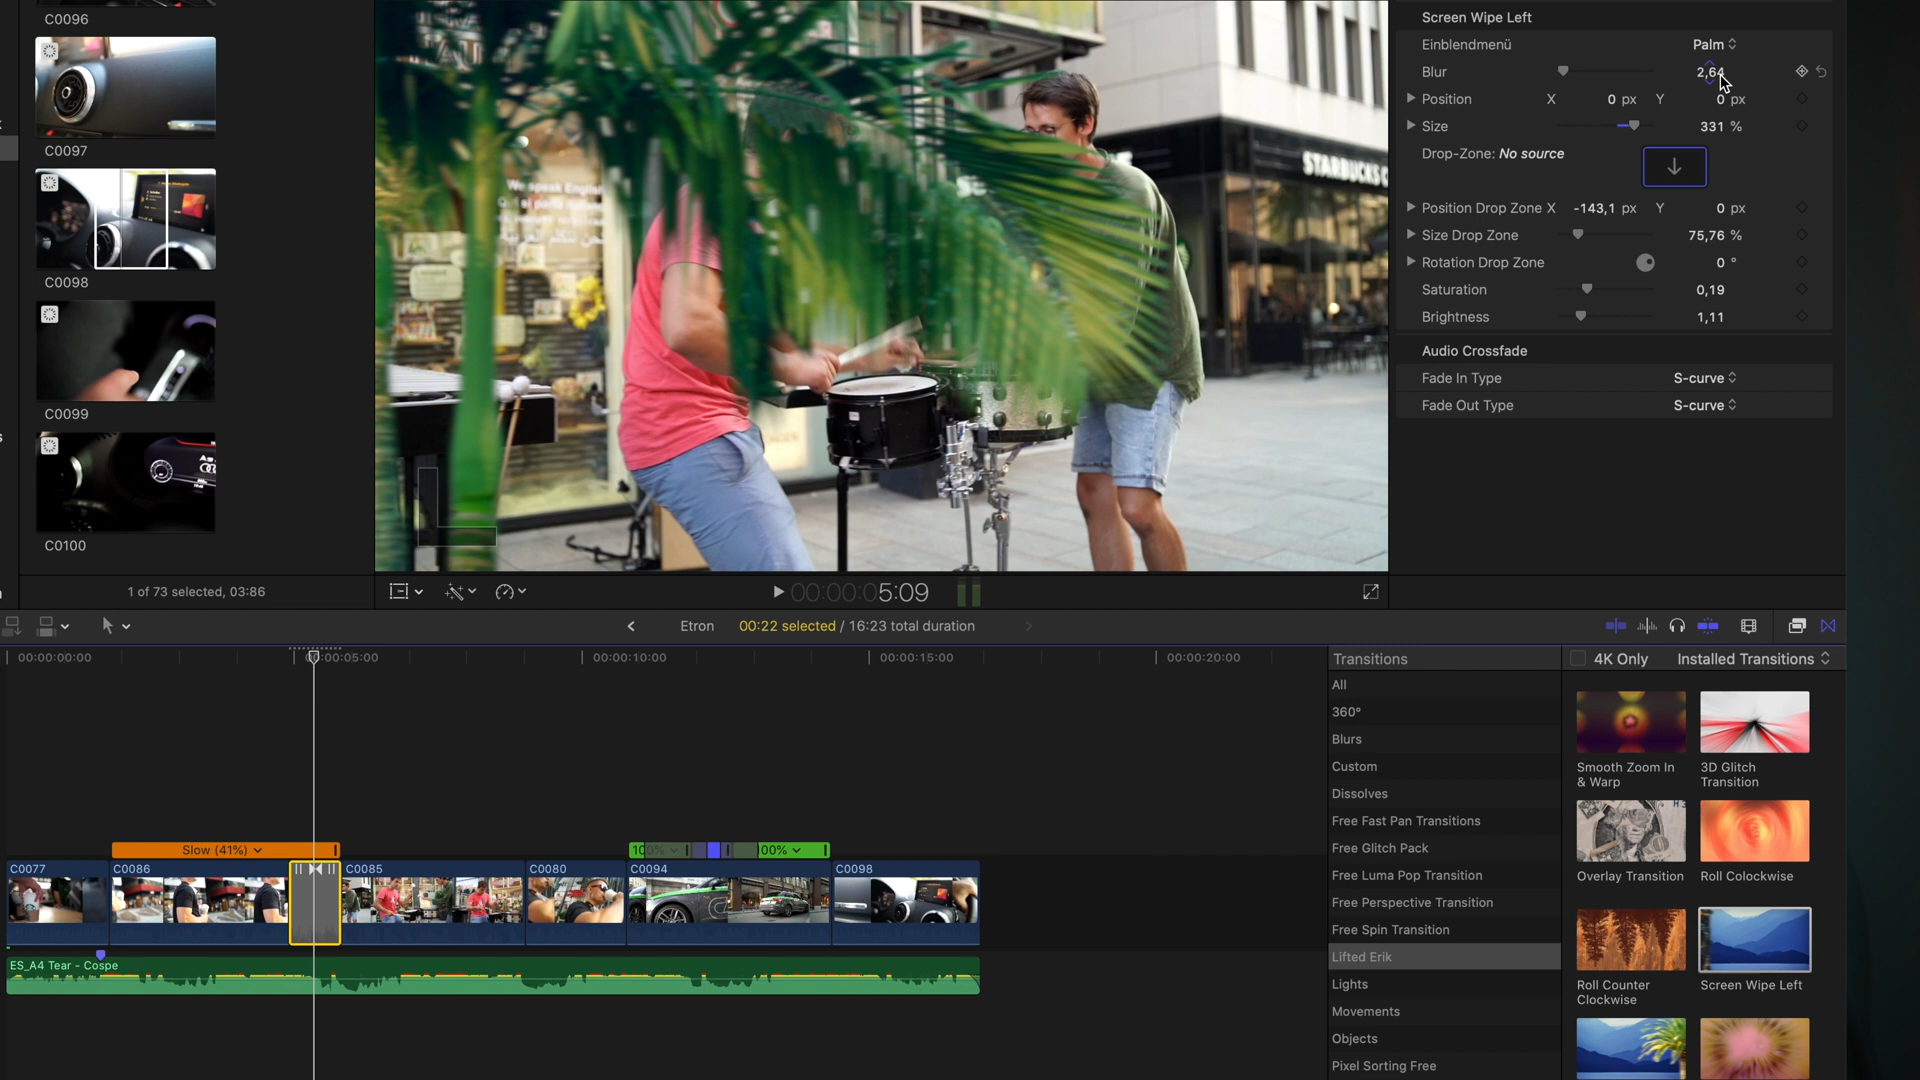 C0096
C0097
C0098
C0099
C0100
1 of 73 selected, 03:86
We speak English
STARBUCKS C
00:00:00:05:09
Screen Wipe Left
Einblendmenü Palm
Blur 2,64
Position X 0 px Y 0 px
Size 331 %
Drop-Zone: No source
Position Drop Zone X -143,1 px Y 0 px
Size Drop Zone 75,76 %
Rotation Drop Zone 0 °
Saturation 0,19
Brightness 1,11
Audio Crossfade
Fade In Type S-curve
Fade Out Type S-curve
Etron 00:22 selected / 16:23 total duration
00:00:00:00 00:00:05:00 00:00:10:00 00:00:15:00 00:00:20:00
Slow (41%) 100% 00%
C0077 C0086 C0085 C0080 C0094 C0098
ES_A4 Tear - Cospe
Transitions
All
360°
Blurs
Custom
Dissolves
Free Fast Pan Transitions
Free Glitch Pack
Free Luma Pop Transition
Free Perspective Transition
Free Spin Transition
Lifted Erik
Lights
Movements
Objects
Pixel Sorting Free
4K Only Installed Transitions
Smooth Zoom In
& Warp
3D Glitch
Transition
Overlay Transition
Roll Colockwise
Roll Counter
Clockwise
Screen Wipe Left